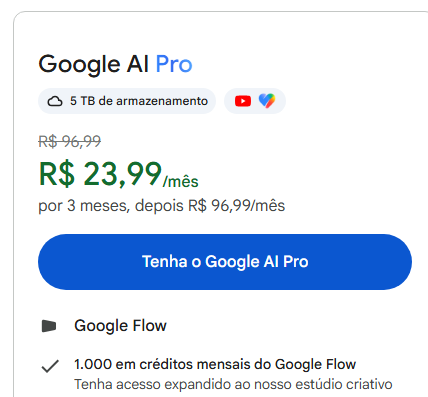 Google AI Pro
5 TB de armazenamento
R$ 96,99
R$ 23,99/mês
por 3 meses, depois R$ 96,99/mês
Tenha o Google AI Pro
Google Flow
1.000 em créditos mensais do Google Flow
Tenha acesso expandido ao nosso estúdio criativo